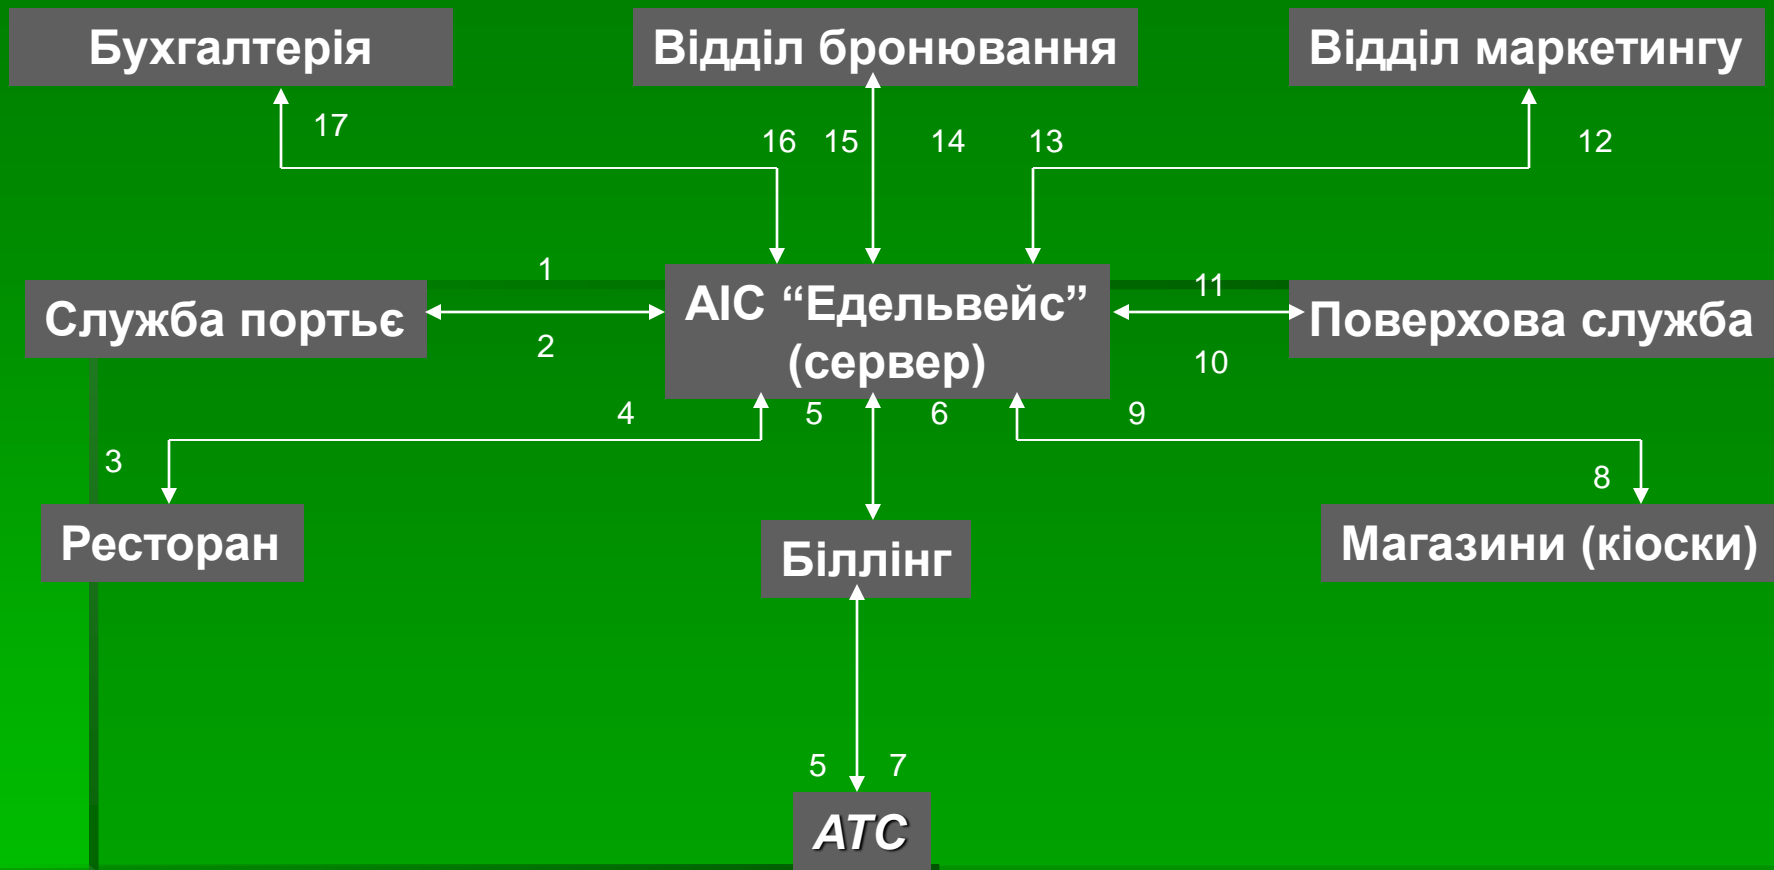 Бухгалтерія
Відділ бронювання
Відділ маркетингу
17
16
15
14
13
12
1
11
Служба портьє
АІС “Едельвейс”
(сервер)
Поверхова служба
2
10
4
5
6
9
3
8
Ресторан
Біллінг
Магазини (кіоски)
5
7
АТС